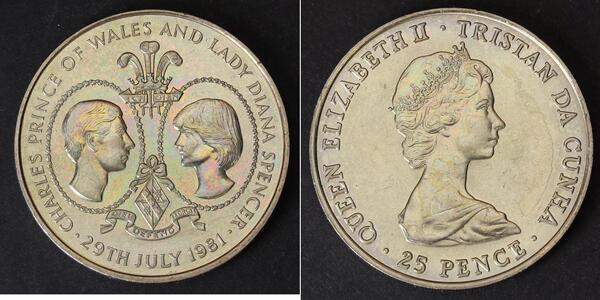 · CHARLES PRINCE OF WALES AND LADY DIANA SPENCER ·
29TH JULY 1981
QUEEN ELIZABETH II · TRISTAN DA CUNHA
· 25 PENCE ·